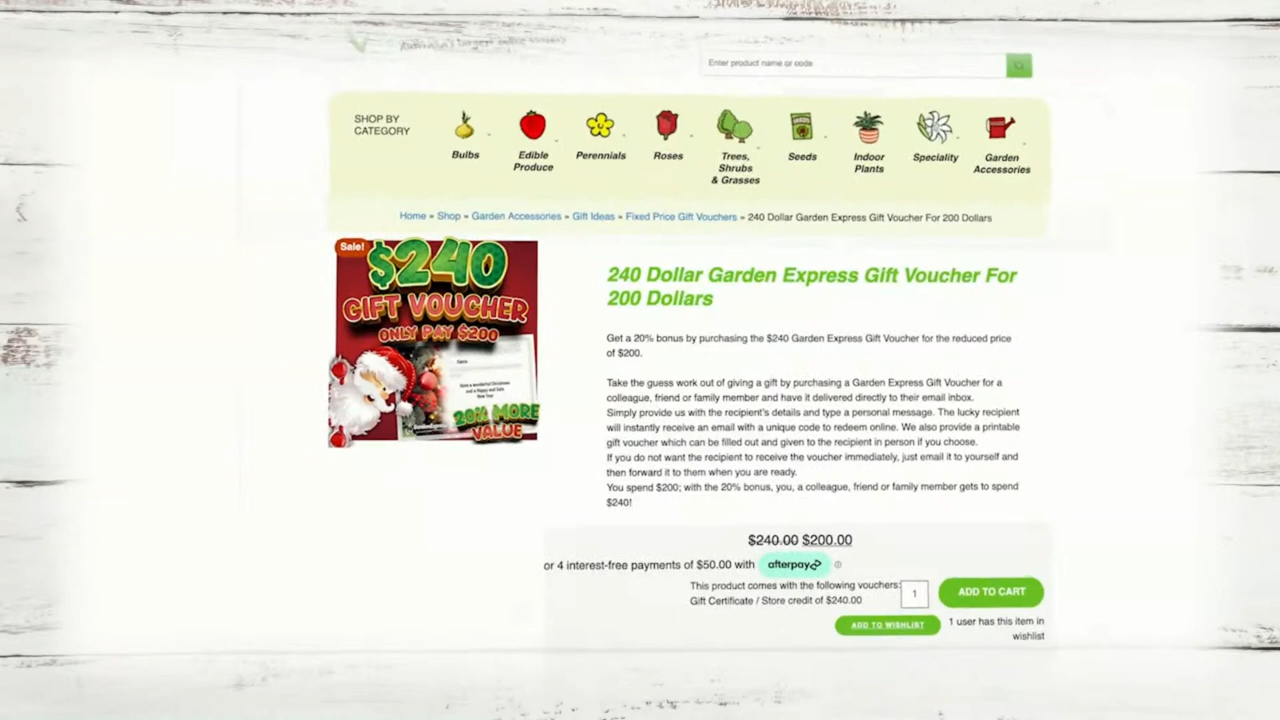 Enter product name or code
SHOP BY
CATEGORY
Bulbs
Edible
Produce
Perennials
Roses
Trees,
Shrubs
& Grasses
Seeds
Indoor
Plants
Speciality
Garden
Accessories
Home » Shop » Garden Accessories » Gift Ideas » Fixed Price Gift Vouchers » 240 Dollar Garden Express Gift Voucher For 200 Dollars
Sale!
$240
GIFT VOUCHER
ONLY PAY $200
20% MORE
VALUE
240 Dollar Garden Express Gift Voucher For
200 Dollars
Get a 20% bonus by purchasing the $240 Garden Express Gift Voucher for the reduced price
of $200.
Take the guess work out of giving a gift by purchasing a Garden Express Gift Voucher for a
colleague, friend or family member and have it delivered directly to their email inbox.
Simply provide us with the recipient's details and type a personal message. The lucky recipient
will instantly receive an email with a unique code to redeem online. We also provide a printable
gift voucher which can be filled out and given to the recipient in person if you choose.
If you do not want the recipient to receive the voucher immediately, just email it to yourself and
then forward it to them when you are ready.
You spend $200; with the 20% bonus, you, a colleague, friend or family member gets to spend
$240!
$240.00 $200.00
or 4 interest-free payments of $50.00 with afterpay
This product comes with the following vouchers:
Gift Certificate / Store credit of $240.00
1
ADD TO CART
ADD TO WISHLIST
1 user has this item in
wishlist